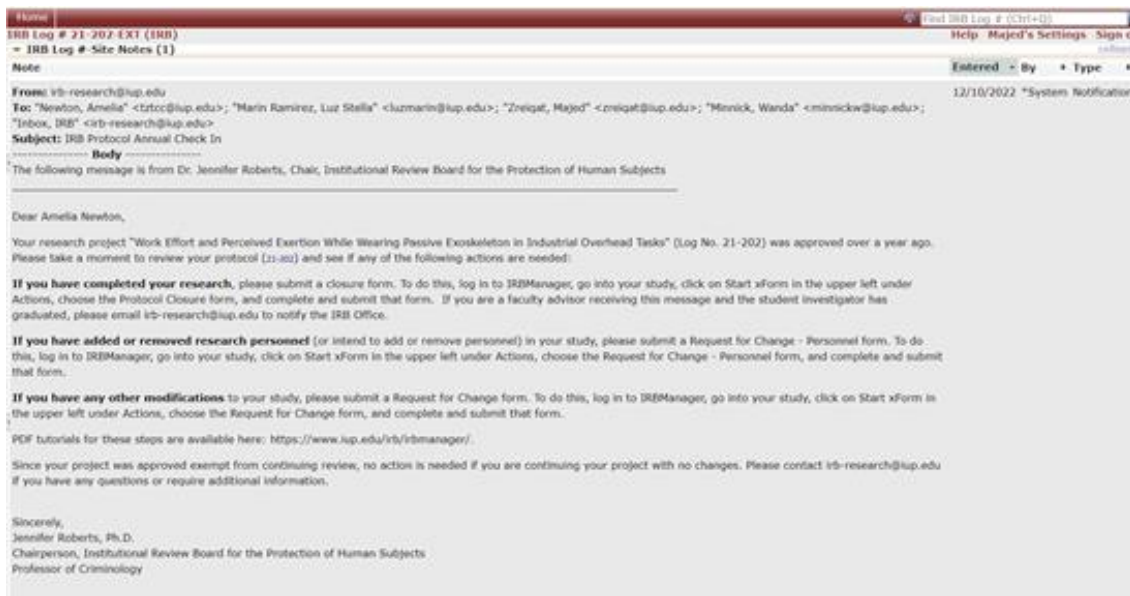 Home
Find IRB Log # (Ctrl+Q)
IRB Log # 21-202-EXT (IRB)
Help Majed's Settings Sign
IRB Log #-Site Notes (1)
Note Entered By Type
From: irb-research@iup.edu 12/10/2022 "System Notification
To: "Newton, Amelia" <tztcc@iup.edu>; "Marin Ramirez, Luz Stella" <luzmarin@iup.edu>; "Zreiqat, Majed" <zreiqat@iup.edu>; "Minnick, Wanda" <minnickw@iup.edu>;
"Inbox, IRB" <irb-research@iup.edu>
Subject: IRB Protocol Annual Check In
---------------- Body ----------------
The following message is from Dr. Jennifer Roberts, Chair, Institutional Review Board for the Protection of Human Subjects
Dear Amelia Newton,
Your research project "Work Effort and Perceived Exertion While Wearing Passive Exoskeleton in Industrial Overhead Tasks" (Log No. 21-202) was approved over a year ago.
Please take a moment to review your protocol (21-202) and see if any of the following actions are needed:
If you have completed your research, please submit a closure form. To do this, log in to IRBManager, go into your study, click on Start xForm in the upper left under
Actions, choose the Protocol Closure form, and complete and submit that form. If you are a faculty advisor receiving this message and the student investigator has
graduated, please email irb-research@iup.edu to notify the IRB Office.
If you have added or removed research personnel (or intend to add or remove personnel) in your study, please submit a Request for Change - Personnel form. To do
this, log in to IRBManager, go into your study, click on Start xForm in the upper left under Actions, choose the Request for Change - Personnel form, and complete and submit
that form.
If you have any other modifications to your study, please submit a Request for Change form. To do this, log in to IRBManager, go into your study, click on Start xForm in
the upper left under Actions, choose the Request for Change form, and complete and submit that form.
PDF tutorials for these steps are available here: https://www.iup.edu/irb/irbmanager/.
Since your project was approved exempt from continuing review, no action is needed if you are continuing your project with no changes. Please contact irb-research@iup.edu
if you have any questions or require additional information.
Sincerely,
Jennifer Roberts, Ph.D.
Chairperson, Institutional Review Board for the Protection of Human Subjects
Professor of Criminology